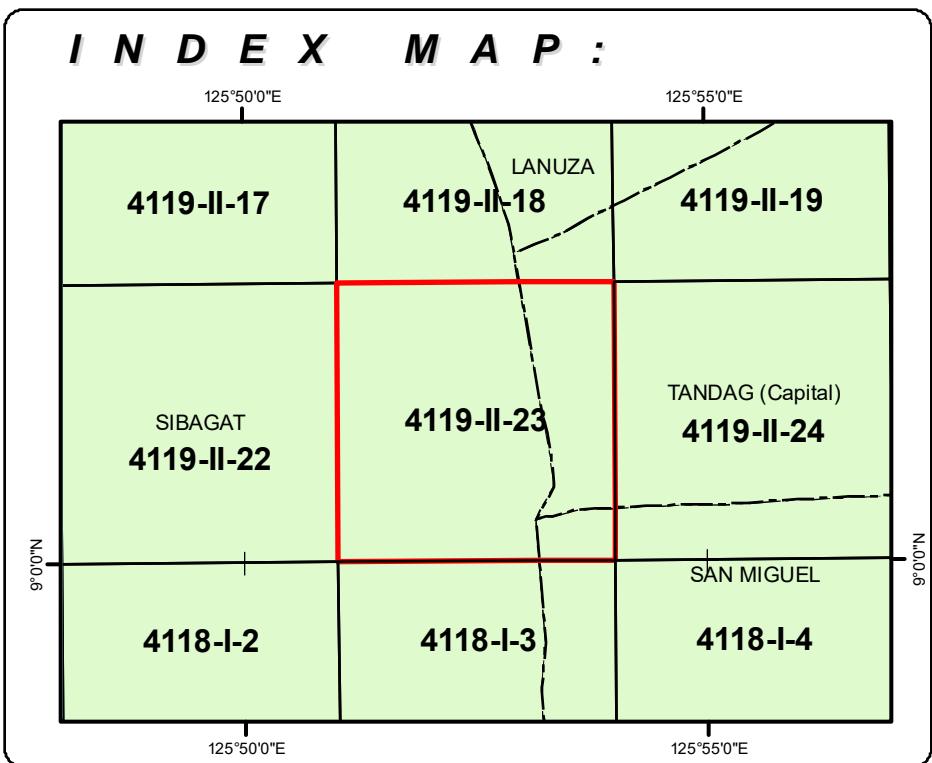 INDEX MAP:
125°50'0"E
125°55'0"E
LANUZA
4119-II-17
4119-II-18
4119-II-19
SIBAGAT
4119-II-22
4119-II-23
TANDAG (Capital)
4119-II-24
9°0'0"N
9°0'0"N
SAN MIGUEL
4118-I-2
4118-I-3
4118-I-4
125°50'0"E
125°55'0"E